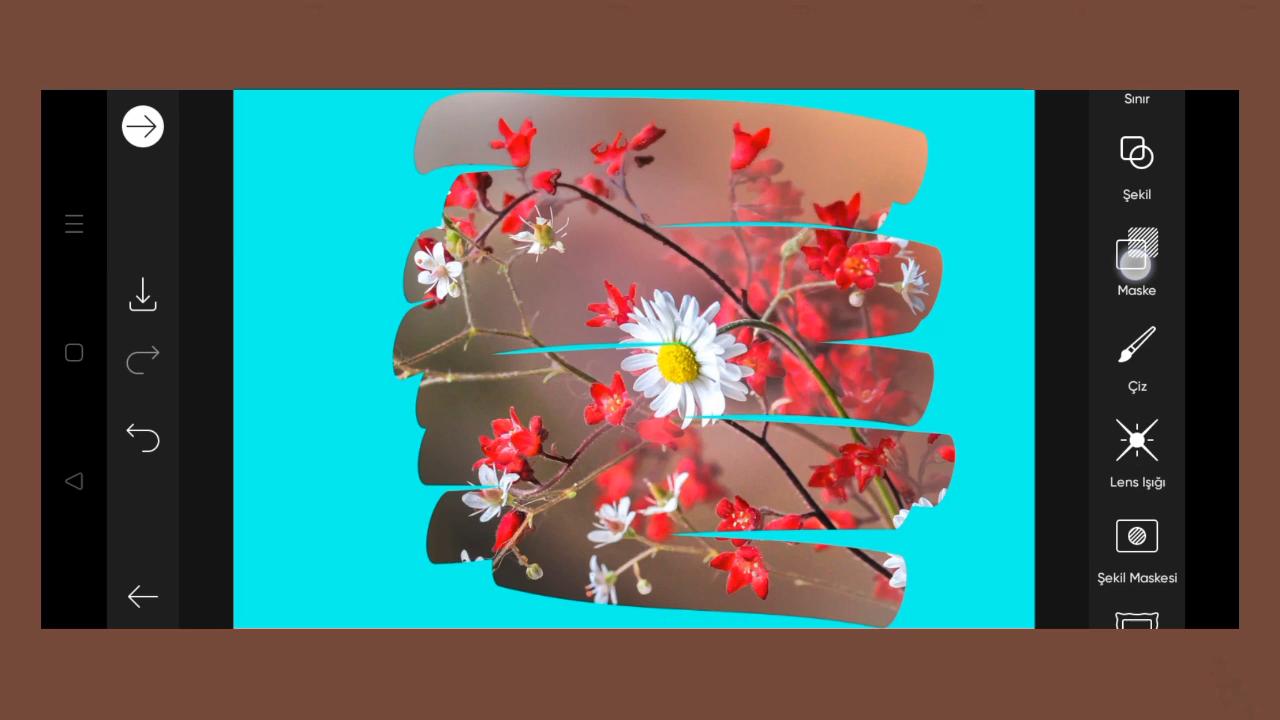 Sınır
Şekil
Maske
Çiz
Lens Işığı
Şekil Maskesi